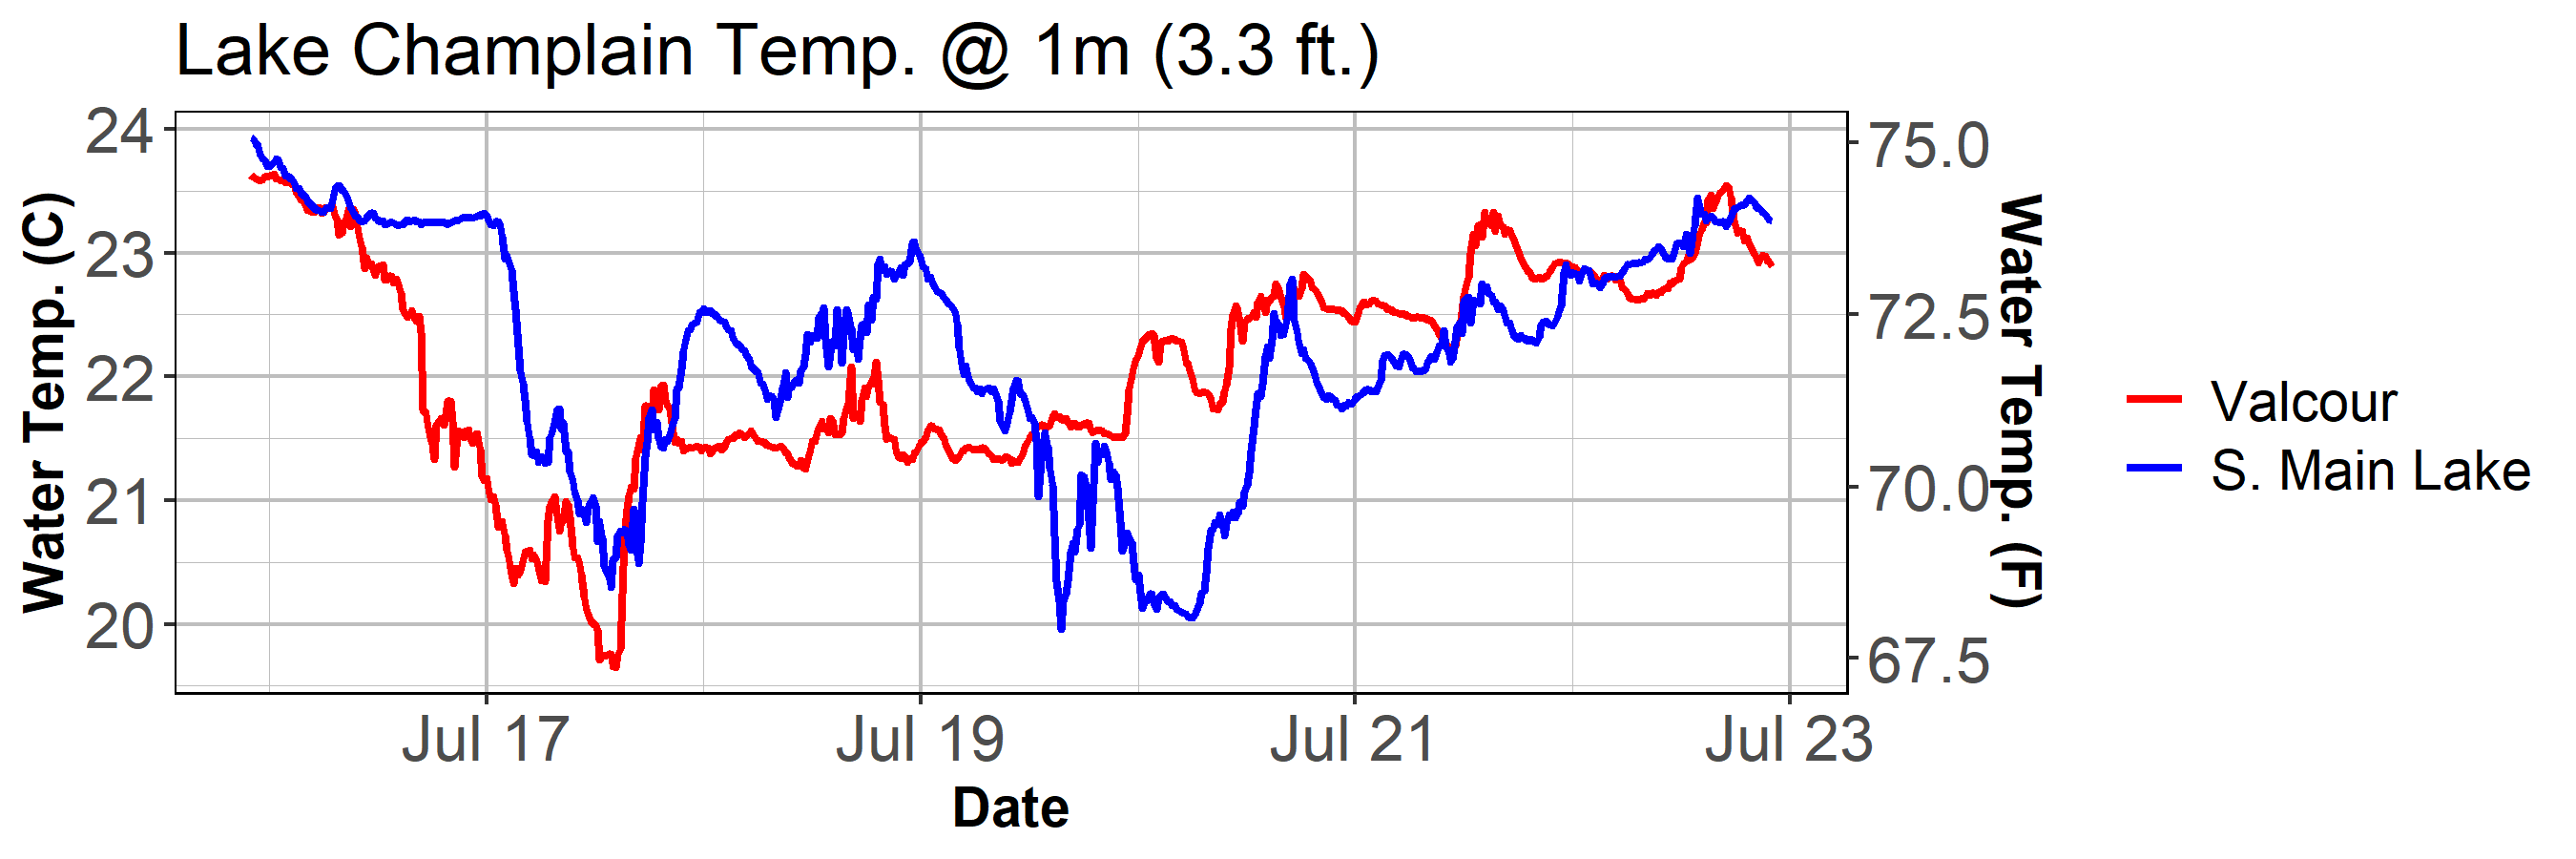 Lake Champlain Temp. @ 1m (3.3 ft.)
Water Temp. (C)
24
23
22
21
20
75.0
72.5
70.0
67.5
Water Temp. (F)
Jul 17
Jul 19
Jul 21
Jul 23
Date
Valcour
S. Main Lake